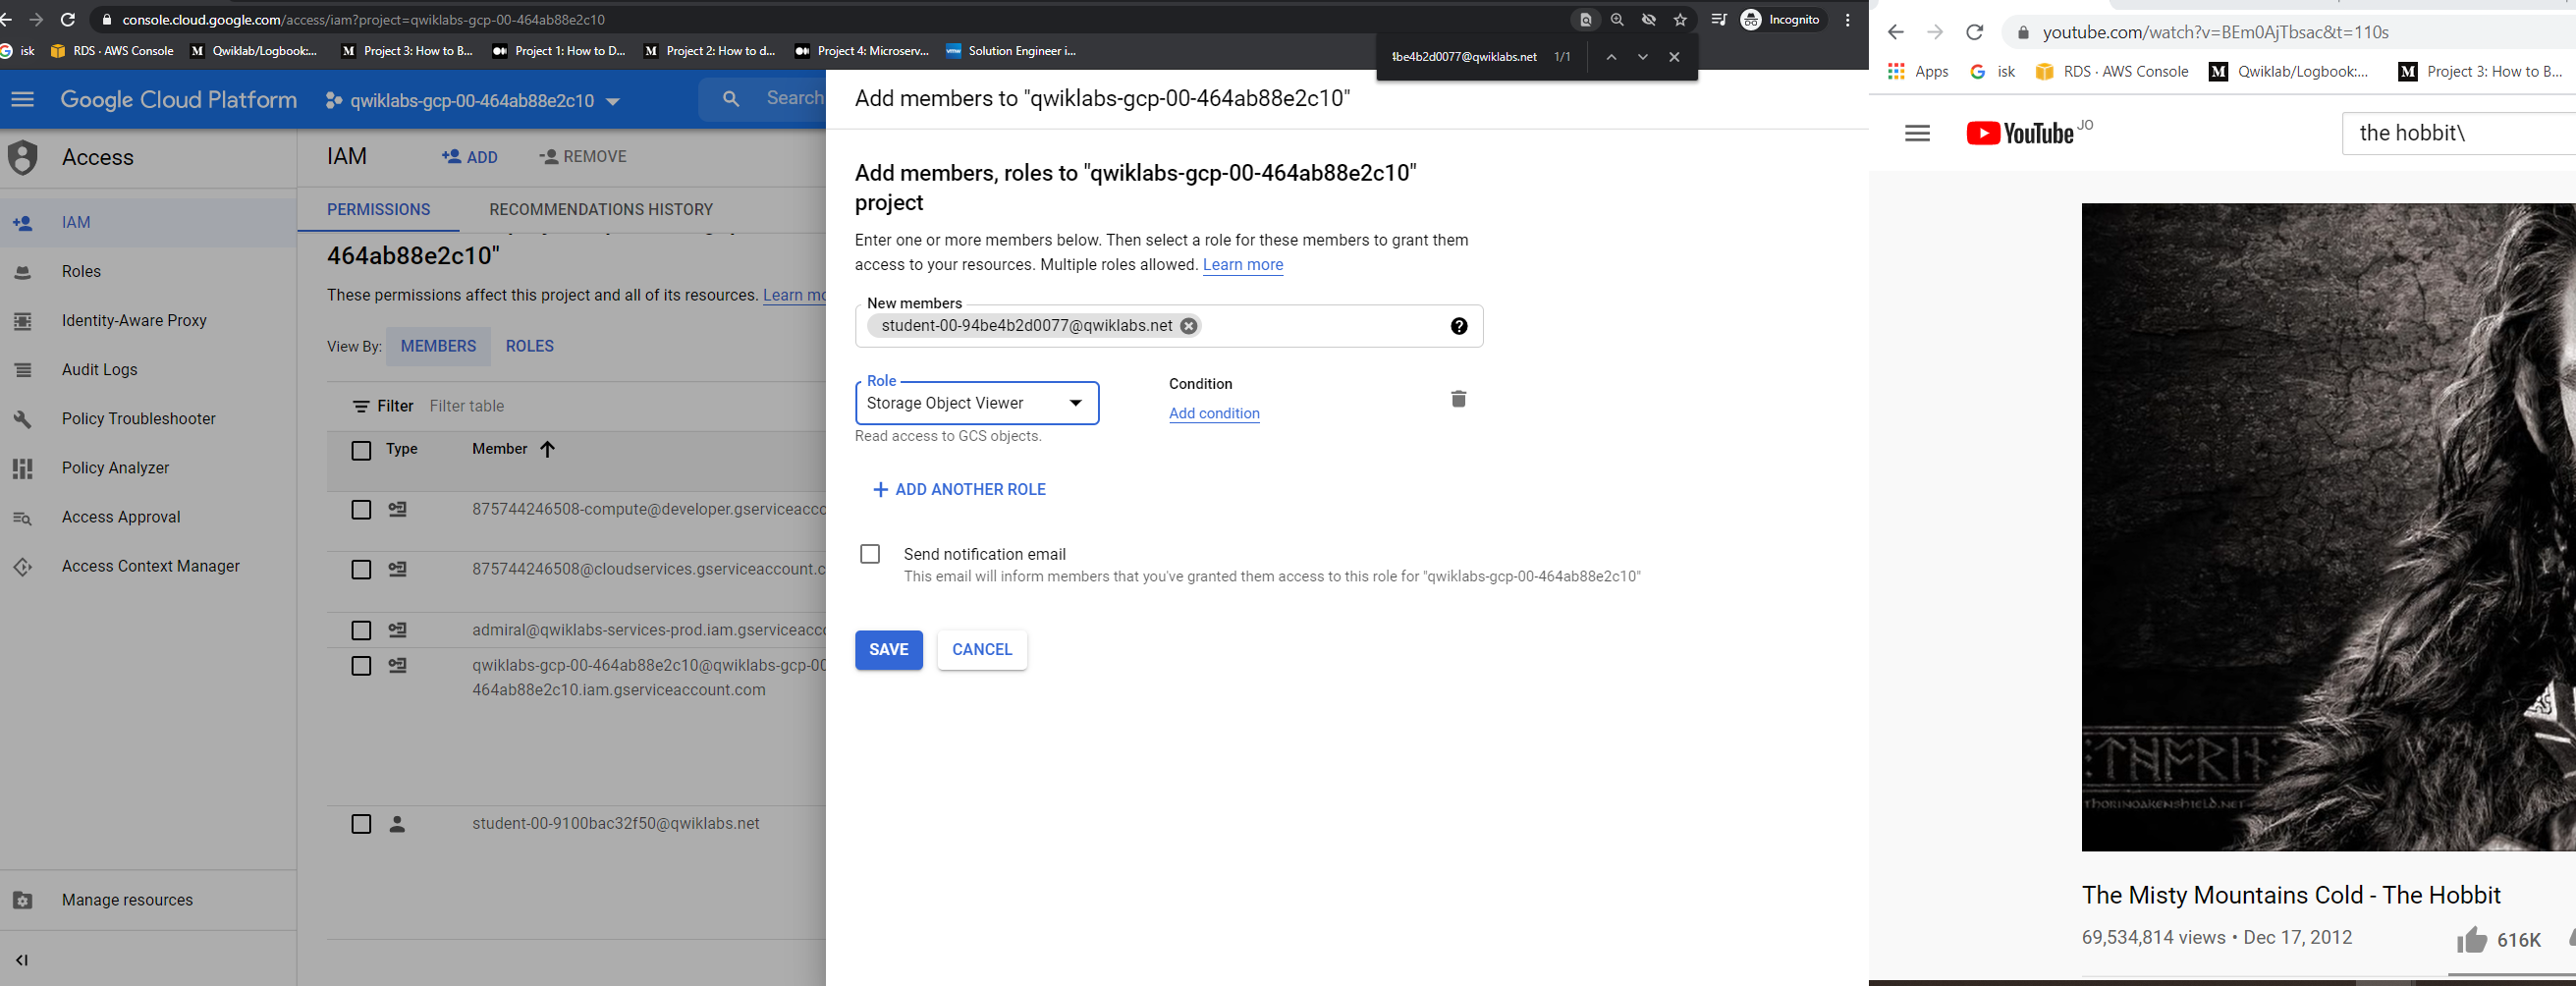 console.cloud.google.com/access/iam?project=qwiklabs-gcp-00-464ab88e2c10
Incognito
isk
RDS · AWS Console
Qwiklab/Logbook:...
Project 3: How to B...
Project 1: How to D...
Project 2: How to d...
Project 4: Microserv...
Solution Engineer i...
4be4b2d0077@qwiklabs.net 1/1
Google Cloud Platform
qwiklabs-gcp-00-464ab88e2c10
Search
Access
IAM
Roles
Identity-Aware Proxy
Audit Logs
Policy Troubleshooter
Policy Analyzer
Access Approval
Access Context Manager
Manage resources
IAM
ADD
REMOVE
PERMISSIONS
RECOMMENDATIONS HISTORY
464ab88e2c10"
These permissions affect this project and all of its resources. Learn mo
View By: MEMBERS ROLES
Filter Filter table
Type Member
875744246508-compute@developer.gserviceacco
875744246508@cloudservices.gserviceaccount.c
admiral@qwiklabs-services-prod.iam.gserviceacco
qwiklabs-gcp-00-464ab88e2c10@qwiklabs-gcp-00
464ab88e2c10.iam.gserviceaccount.com
student-00-9100bac32f50@qwiklabs.net
Add members to "qwiklabs-gcp-00-464ab88e2c10"
Add members, roles to "qwiklabs-gcp-00-464ab88e2c10"
project
Enter one or more members below. Then select a role for these members to grant them
access to your resources. Multiple roles allowed. Learn more
New members
student-00-94be4b2d0077@qwiklabs.net
Role
Storage Object Viewer
Read access to GCS objects.
Condition
Add condition
ADD ANOTHER ROLE
Send notification email
This email will inform members that you've granted them access to this role for "qwiklabs-gcp-00-464ab88e2c10"
SAVE
CANCEL
youtube.com/watch?v=BEm0AjTbsac&t=110s
Apps
isk
RDS · AWS Console
Qwiklab/Logbook:...
Project 3: How to B...
YouTube JO
the hobbit\
THORINOAKENSHIELD.NET
The Misty Mountains Cold - The Hobbit
69,534,814 views • Dec 17, 2012
616K